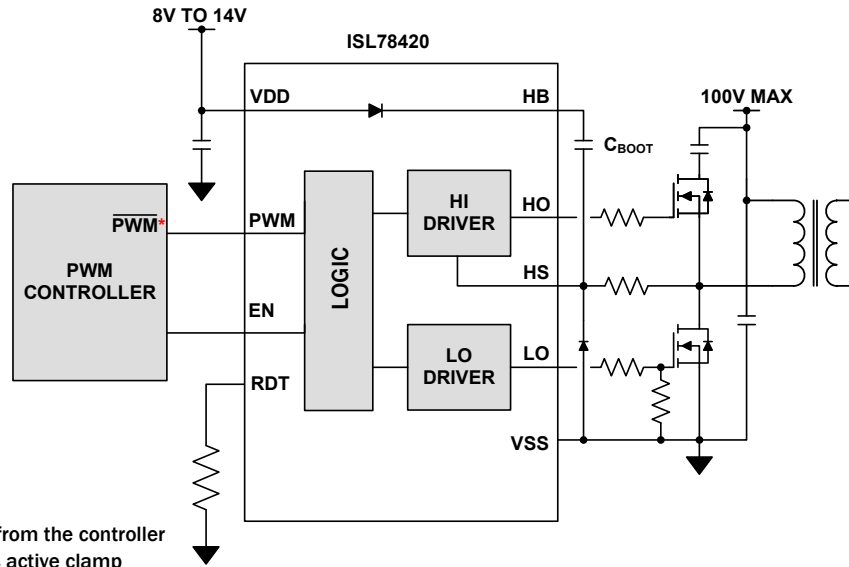 8V TO 14V
ISL78420
VDD
HB
100V MAX
CBOOT
PWM*
PWM
CONTROLLER
PWM
EN
RDT
LOGIC
HI
DRIVER
LO
DRIVER
HO
HS
LO
VSS
from the controller
active clamp